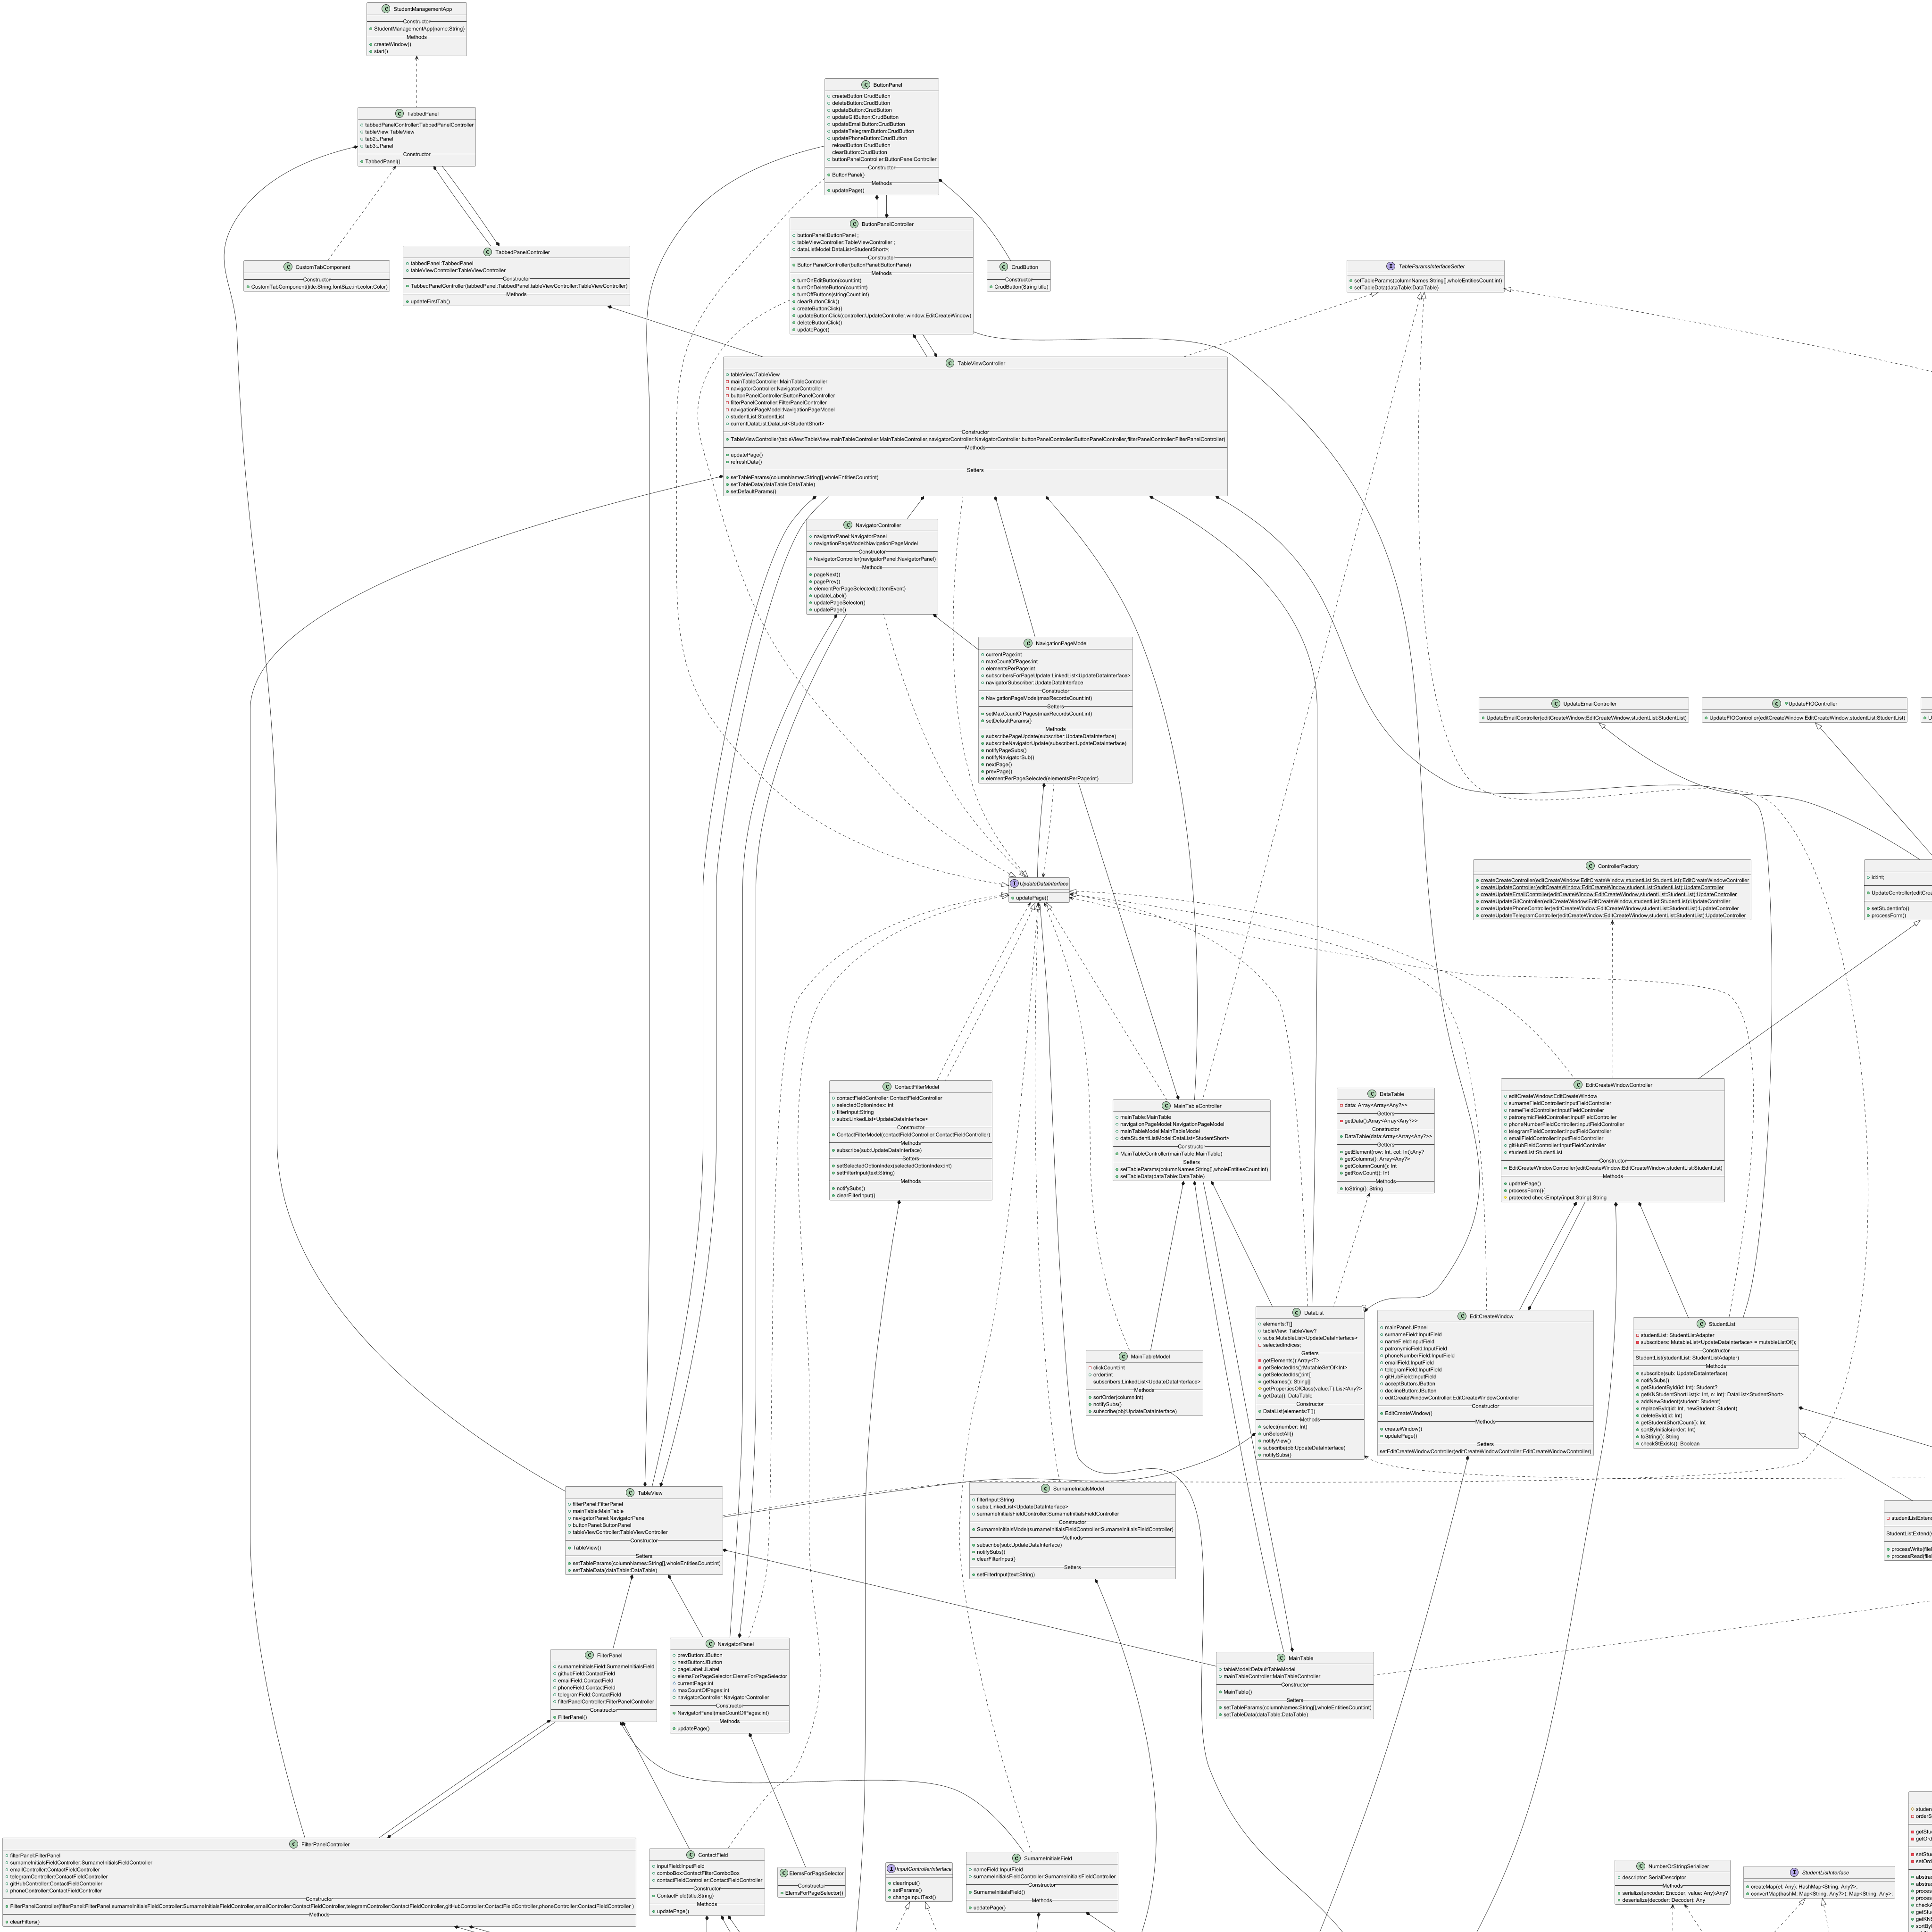 StudentManagementApp
Constructor
StudentManagementApp(name:String)
Methods
createWindow()
start()
TabbedPanel
tabbedPanelController:TabbedPanelController
tableView:TableView
tab2:JPanel
tab3:JPanel
Constructor
TabbedPanel()
ButtonPanel
createButton:CrudButton
deleteButton:CrudButton
updateButton:CrudButton
updateGitButton:CrudButton
updateEmailButton:CrudButton
updateTelegramButton:CrudButton
updatePhoneButton:CrudButton
reloadButton:CrudButton
clearButton:CrudButton
buttonPanelController:ButtonPanelController
Constructor
ButtonPanel()
Methods
updatePage()
CustomTabComponent
Constructor
CustomTabComponent(title:String,fontSize:int,color:Color)
TabbedPanelController
tabbedPanel:TabbedPanel
tableViewController:TableViewController
Constructor
TabbedPanelController(tabbedPanel:TabbedPanel,tableViewController:TableViewController)
Methods
updateFirstTab()
ButtonPanelController
buttonPanel:ButtonPanel ;
tableViewController:TableViewController ;
dataListModel:DataList<StudentShort>;
Constructor
ButtonPanelController(buttonPanel:ButtonPanel)
Methods
turnOnEditButton(count:int)
turnOnDeleteButton(count:int)
turnOffButtons(stringCount:int)
clearButtonClick()
createButtonClick()
updateButtonClick(controller:UpdateController,window:EditCreateWindow)
deleteButtonClick()
updatePage()
CrudButton
Constructor
CrudButton(String title)
TableParamsInterfaceSetter
setTableParams(columnNames:String[],wholeEntitiesCount:int)
setTableData(dataTable:DataTable)
TableViewController
tableView:TableView
mainTableController:MainTableController
navigatorController:NavigatorController
buttonPanelController:ButtonPanelController
filterPanelController:FilterPanelController
navigationPageModel:NavigationPageModel
studentList:StudentList
currentDataList:DataList<StudentShort>
Constructor
TableViewController(tableView:TableView,mainTableController:MainTableController,navigatorController:NavigatorController,buttonPanelController:ButtonPanelController,filterPanelController:FilterPanelController)
Methods
updatePage()
refreshData()
Setters
setTableParams(columnNames:String[],wholeEntitiesCount:int)
setTableData(dataTable:DataTable)
setDefaultParams()
NavigatorController
navigatorPanel:NavigatorPanel
navigationPageModel:NavigationPageModel
Constructor
NavigatorController(navigatorPanel:NavigatorPanel)
Methods
pageNext()
pagePrev()
elementPerPageSelected(e:ItemEvent)
updateLabel()
updatePageSelector()
updatePage()
NavigationPageModel
currentPage:int
maxCountOfPages:int
elementsPerPage:int
subscribersForPageUpdate:LinkedList<UpdateDataInterface>
navigatorSubscriber:UpdateDataInterface
Constructor
NavigationPageModel(maxRecordsCount:int)
Setters
setMaxCountOfPages(maxRecordsCount:int)
setDefaultParams()
Methods
subscribePageUpdate(subscriber:UpdateDataInterface)
subscribeNavigatorUpdate(subscriber:UpdateDataInterface)
notifyPageSubs()
notifyNavigatorSub()
nextPage()
prevPage()
elementPerPageSelected(elementsPerPage:int)
UpdateEmailController
UpdateEmailController(editCreateWindow:EditCreateWindow,studentList:StudentList)
UpdateFIOController
UpdateFIOController(editCreateWindow:EditCreateWindow,studentList:StudentList)
UpdateDataInterface
updatePage()
ControllerFactory
createCreateController(editCreateWindow:EditCreateWindow,studentList:StudentList):EditCreateWindowController
createUpdateController(editCreateWindow:EditCreateWindow,studentList:StudentList):UpdateController
createUpdateEmailController(editCreateWindow:EditCreateWindow,studentList:StudentList):UpdateController
createUpdateGitController(editCreateWindow:EditCreateWindow,studentList:StudentList):UpdateController
createUpdatePhoneController(editCreateWindow:EditCreateWindow,studentList:StudentList):UpdateController
createUpdateTelegramController(editCreateWindow:EditCreateWindow,studentList:StudentList):UpdateController
id:int;
UpdateController(editCrea
setStudentInfo()
processForm()
ContactFilterModel
contactFieldController:ContactFieldController
selectedOptionIndex: int
filterInput:String
subs:LinkedList<UpdateDataInterface>
Constructor
ContactFilterModel(contactFieldController:ContactFieldController)
Methods
subscribe(sub:UpdateDataInterface)
Setters
setSelectedOptionIndex(selectedOptionIndex:int)
setFilterInput(text:String)
Methods
notifySubs()
clearFilterInput()
MainTableController
mainTable:MainTable
navigationPageModel:NavigationPageModel
mainTableModel:MainTableModel
dataStudentListModel:DataList<StudentShort>
Constructor
MainTableController(mainTable:MainTable)
Setters
setTableParams(columnNames:String[],wholeEntitiesCount:int)
setTableData(dataTable:DataTable)
DataTable
data: Array<Array<Any?>>
Getters
getData():Array<Array<Any?>>
Constructor
DataTable(data:Array<Array<Any?>>
Getters
getElement(row: Int, col: Int):Any?
getColumns(): Array<Any?>
getColumnCount(): Int
getRowCount(): Int
Methods
toString(): String
EditCreateWindowController
editCreateWindow:EditCreateWindow
surnameFieldController:InputFieldController
nameFieldController:InputFieldController
patronymicFieldController:InputFieldController
phoneNumberFieldController:InputFieldController
telegramFieldController:InputFieldController
emailFieldController:InputFieldController
gitHubFieldController:InputFieldController
studentList:StudentList
Constructor
EditCreateWindowController(editCreateWindow:EditCreateWindow,studentList:StudentList)
Methods
updatePage()
processForm(){
protected checkEmpty(input:String):String
MainTableModel
clickCount:int
order:int
subscribers:LinkedList<UpdateDataInterface>
Methods
sortOrder(column:int)
notifySubs()
subscribe(obj:UpdateDataInterface)
DataList
elements:T[]
tableView: TableView?
subs:MutableList<UpdateDataInterface>
selectedIndices;
Getters
getElements():Array<T>
getSelectedIds():MutableSetOf<Int>
getSelectedIds():int[]
getNames(): String[]
getPropertiesOfClass(value:T):List<Any?>
getData(): DataTable
Constructor
DataList(elements:T[])
Methods
select(number: Int)
unSelectAll()
notifyView()
subscribe(ob:UpdateDataInterface)
notifySubs()
EditCreateWindow
mainPanel:JPanel
surnameField:InputField
nameField:InputField
patronymicField:InputField
phoneNumberField:InputField
emailField:InputField
telegramField:InputField
gitHubField:InputField
acceptButton:JButton
declineButton:JButton
editCreateWindowController:EditCreateWindow
Constructor
EditCreateWindow()
Methods
createWindow()
updatePage()
Setters
setEditCreateWindowController(editCreateWindowController:EditCreateWindowController)
StudentList
studentList: StudentListAdapter
subscribers: MutableList<UpdateDataInterface> = mutableListOf();
Constructor
StudentList(studentList: StudentListAdapter)
Methods
subscribe(sub: UpdateDataInterface)
notifySubs()
getStudentById(id: Int): Student?
getKNStudentShortList(k: Int, n: Int): DataList<StudentShort>
addNewStudent(student: Student)
replaceById(id: Int, newStudent: Student)
deleteById(id: Int)
getStudentShortCount(): Int
sortByInitials(order: Int)
toString(): String
checkStExists(): Boolean
TableView
filterPanel:FilterPanel
mainTable:MainTable
navigatorPanel:NavigatorPanel
buttonPanel:ButtonPanel
tableViewController:TableViewController
Constructor
TableView()
Setters
setTableParams(columnNames:String[],wholeEntitiesCount:int)
setTableData(dataTable:DataTable)
SurnameInitialsModel
filterInput:String
subs:LinkedList<UpdateDataInterface>
surnameInitialsFieldController:SurnameInitialsFieldController
Constructor
SurnameInitialsModel(surnameInitialsFieldController:SurnameInitialsFieldController)
Methods
subscribe(sub:UpdateDataInterface)
notifySubs()
clearFilterInput()
Setters
setFilterInput(text:String)
studentListExten
StudentListExtend(
processWrite(fileP
processRead(fileP
FilterPanel
surnameInitialsField:SurnameInitialsField
githubField:ContactField
emailField:ContactField
phoneField:ContactField
telegramField:ContactField
filterPanelController:FilterPanelController
Constructor
FilterPanel()
NavigatorPanel
prevButton:JButton
nextButton:JButton
pageLabel:JLabel
elemsForPageSelector:ElemsForPageSelector
currentPage:int
maxCountOfPages:int
navigatorController:NavigatorController
Constructor
NavigatorPanel(maxCountOfPages:int)
Methods
updatePage()
MainTable
tableModel:DefaultTableModel
mainTableController:MainTableController
Constructor
MainTable()
Setters
setTableParams(columnNames:String[],wholeEntitiesCount:int)
setTableData(dataTable:DataTable)
FilterPanelController
filterPanel:FilterPanel
surnameInitialsFieldController:SurnameInitialsFieldController
emailController:ContactFieldController
telegramController:ContactFieldController
gitHubController:ContactFieldController
phoneController:ContactFieldController
Constructor
FilterPanelController(filterPanel:FilterPanel,surnameInitialsFieldController:SurnameInitialsFieldController,emailController:ContactFieldController,telegramController:ContactFieldController,gitHubController:ContactFieldController,phoneController:ContactFieldController )
Methods
clearFilters()
ContactField
inputField:InputField
comboBox:ContactFilterComboBox
contactFieldController:ContactFieldController
Constructor
ContactField(title:String)
Methods
updatePage()
ElemsForPageSelector
Constructor
ElemsForPageSelector()
InputControllerInterface
clearInput()
setParams()
changeInputText()
SurnameInitialsField
nameField:InputField
surnameInitialsFieldController:SurnameInitialsFieldController
Constructor
SurnameInitialsField()
Methods
updatePage()
NumberOrStringSerializer
descriptor: SerialDescriptor
Methods
serialize(encoder: Encoder, value: Any):Any?
deserialize(decoder: Decoder): Any
StudentListInterface
createMap(el: Any): HashMap<String, Any?>;
convertMap(hashM: Map<String, Any?>): Map<String, Any>;
studen
orderS
getStu
getOrd
setStud
setOrd
abstrac
abstrac
proces
proces
checkA
getStud
getKNS
sortBy